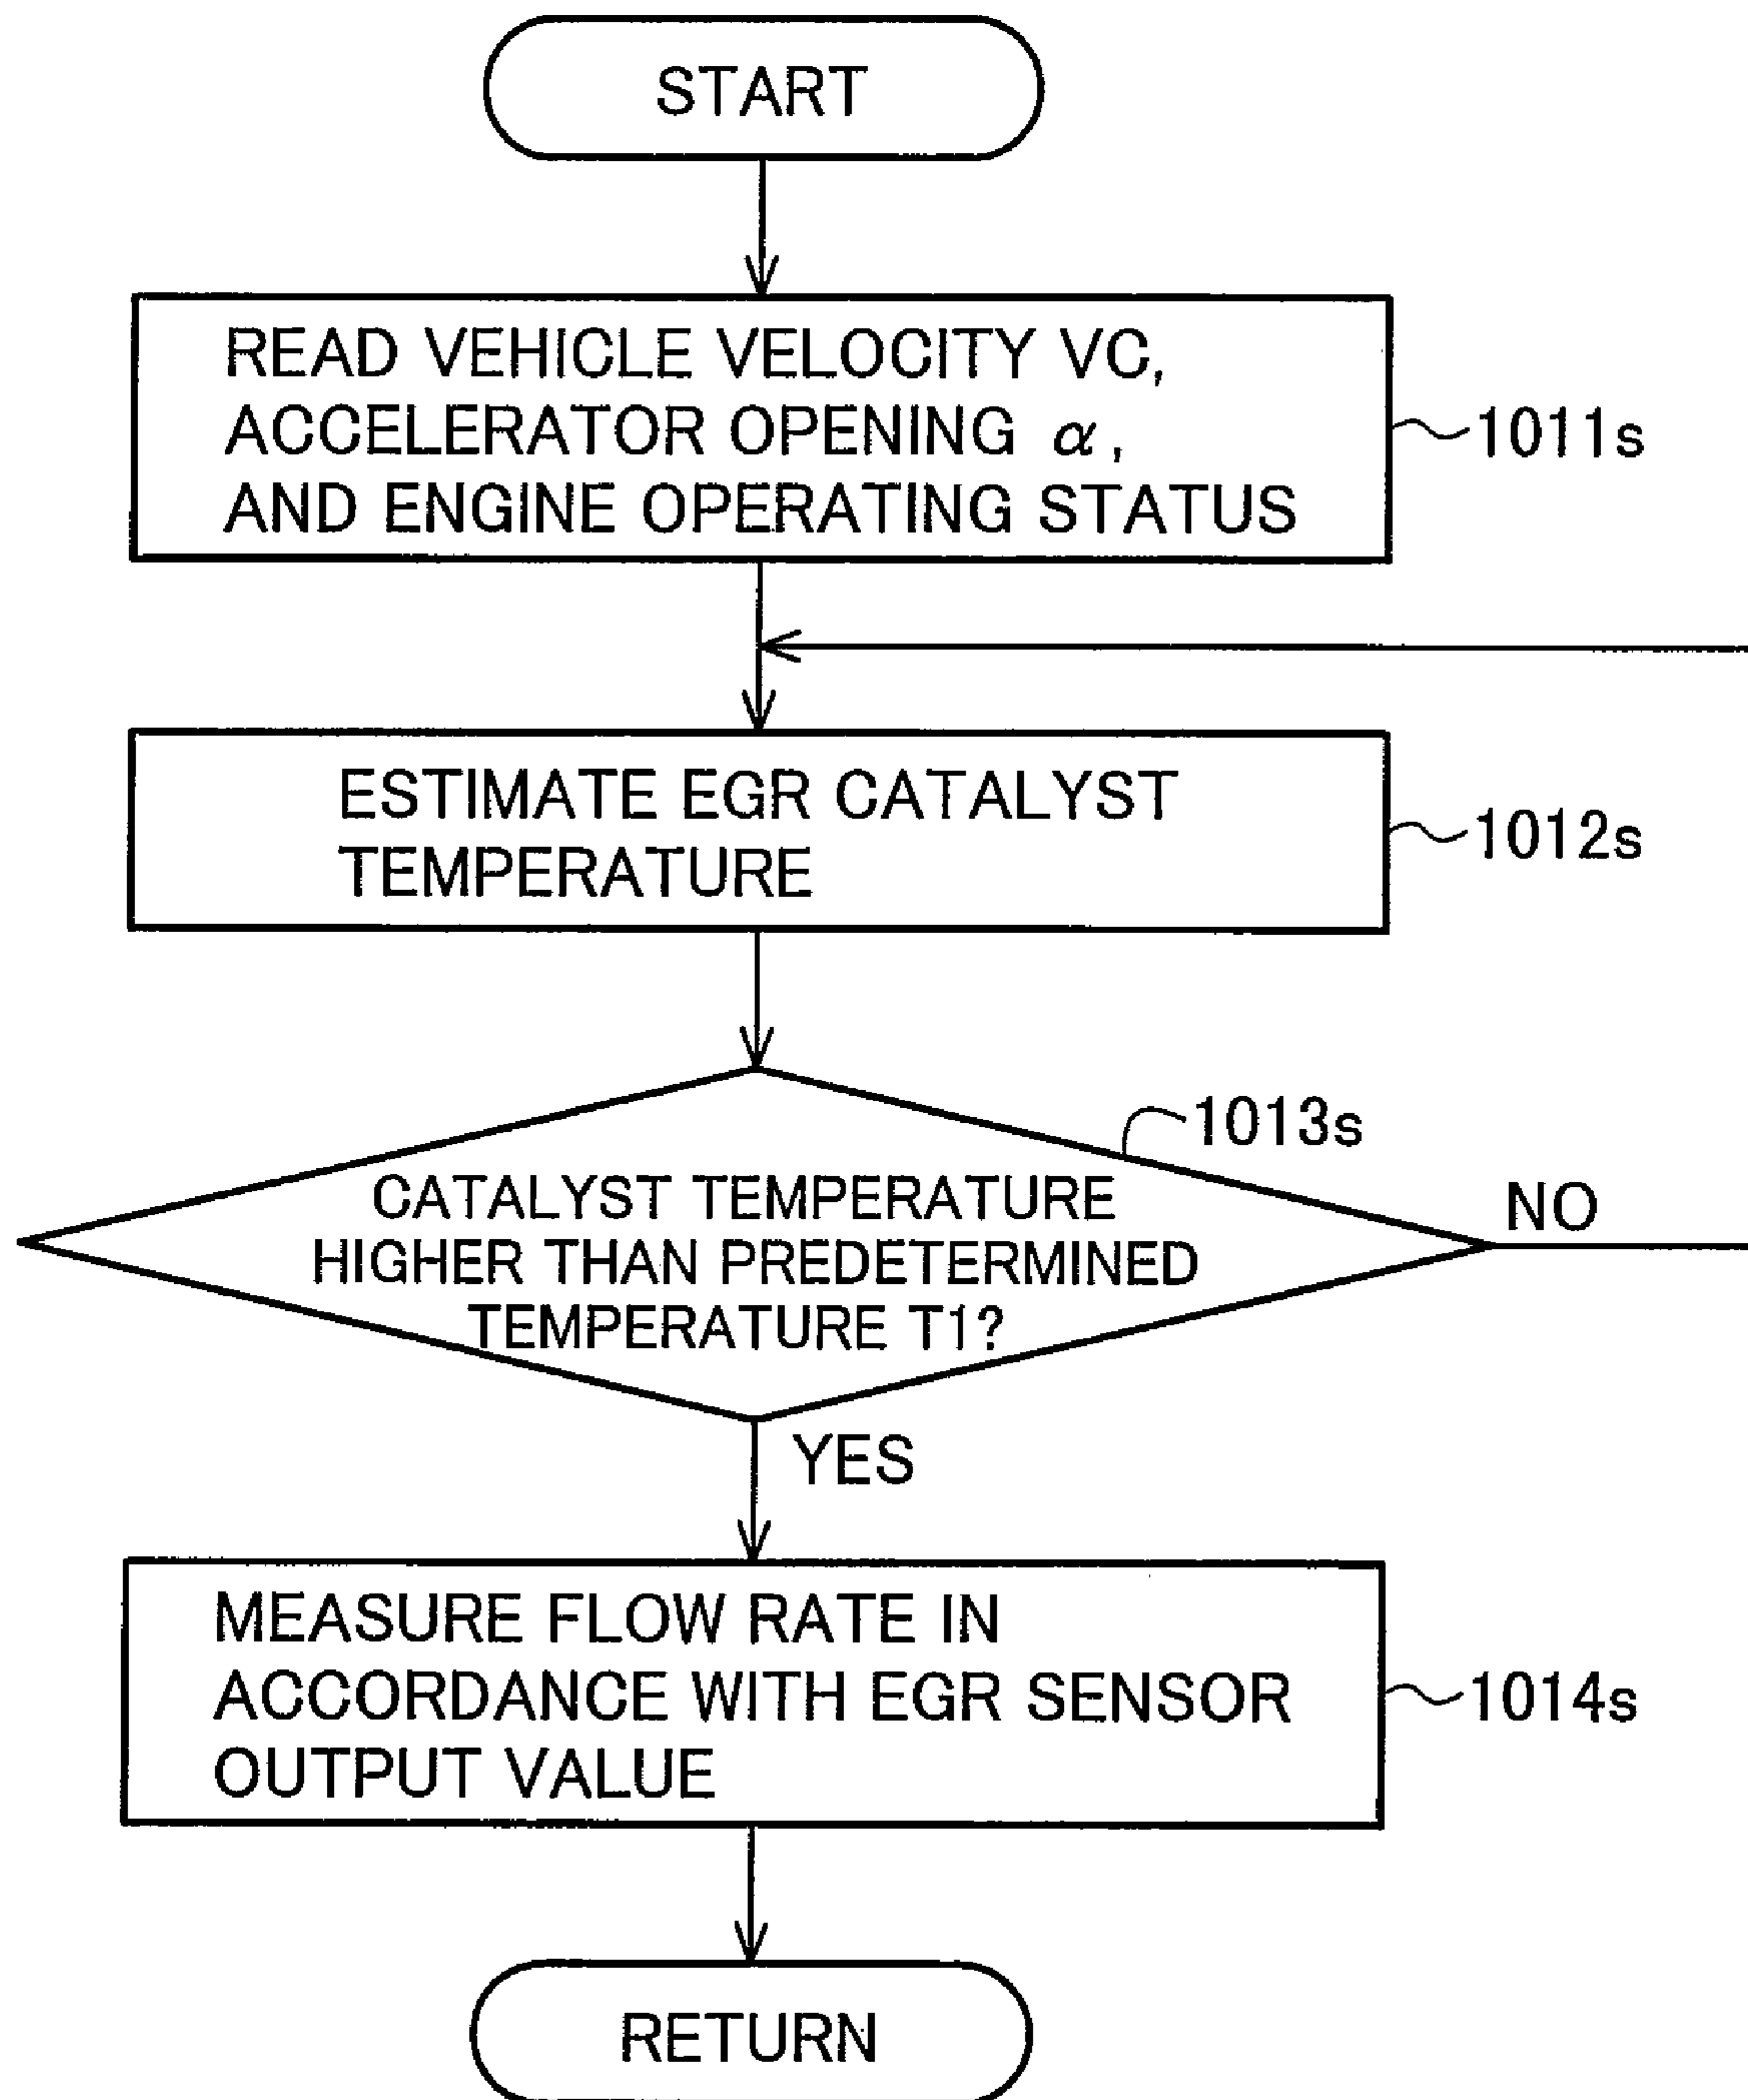 START
READ VEHICLE VELOCITY VC,
ACCELERATOR OPENING α,
AND ENGINE OPERATING STATUS
1011s
ESTIMATE EGR CATALYST
TEMPERATURE
1012s
1013s
CATALYST TEMPERATURE
HIGHER THAN PREDETERMINED
TEMPERATURE T1?
NO
YES
MEASURE FLOW RATE IN
ACCORDANCE WITH EGR SENSOR
OUTPUT VALUE
1014s
RETURN